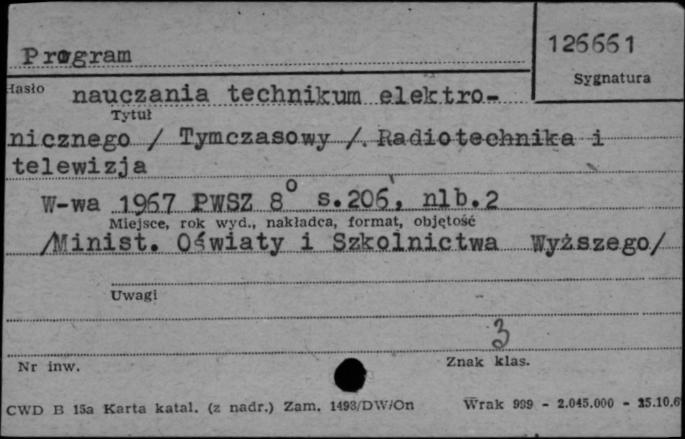 126661
Program
Sygnatura
Hasło nauczania technikum elektro-
Tytuł
nicznego / Tymczasowy /. Radiotechnika i
telewizja
W-wa 1967 PWSZ 8° s.206, nlb.2
Miejsce, rok wyd., nakładca, format, objętość
/Minist. Oświaty i Szkolnictwa Wyższego/
Uwagi
3
Nr inw.
Znak klas.
CWD B 15a Karta katal. (z nadr.) Zam. 1493/DW/On Wrak 999 - 2.045.000 - 25.10.6